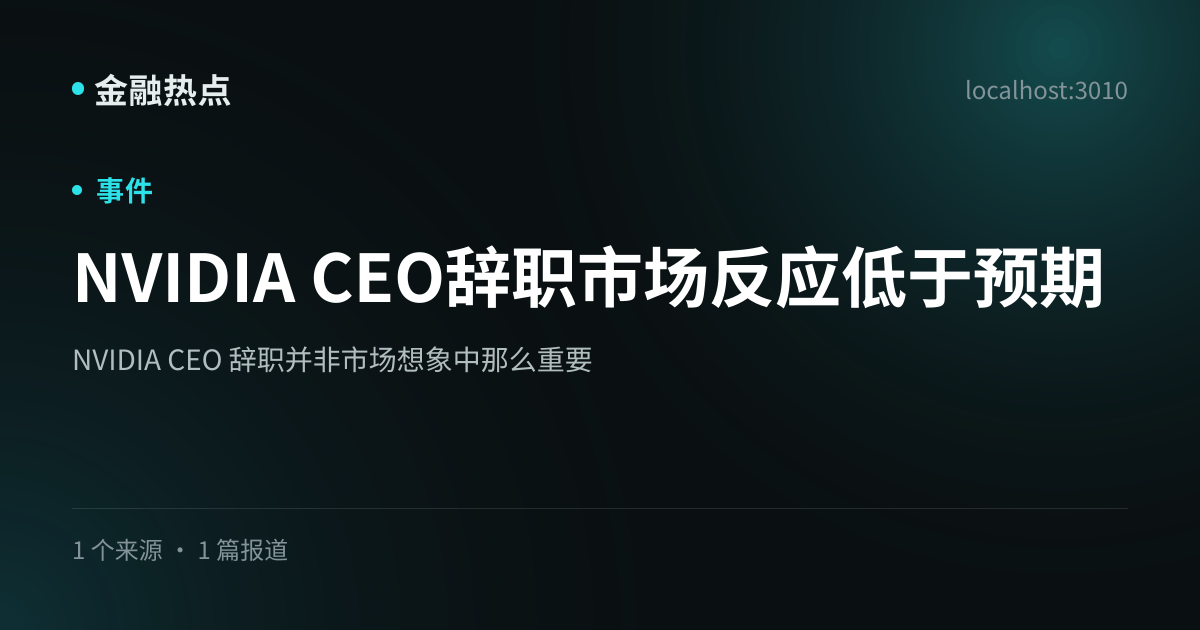 金融热点
localhost:3010
事件
NVIDIA CEO辞职市场反应低于预期
NVIDIA CEO 辞职并非市场想象中那么重要
1 个来源 · 1 篇报道